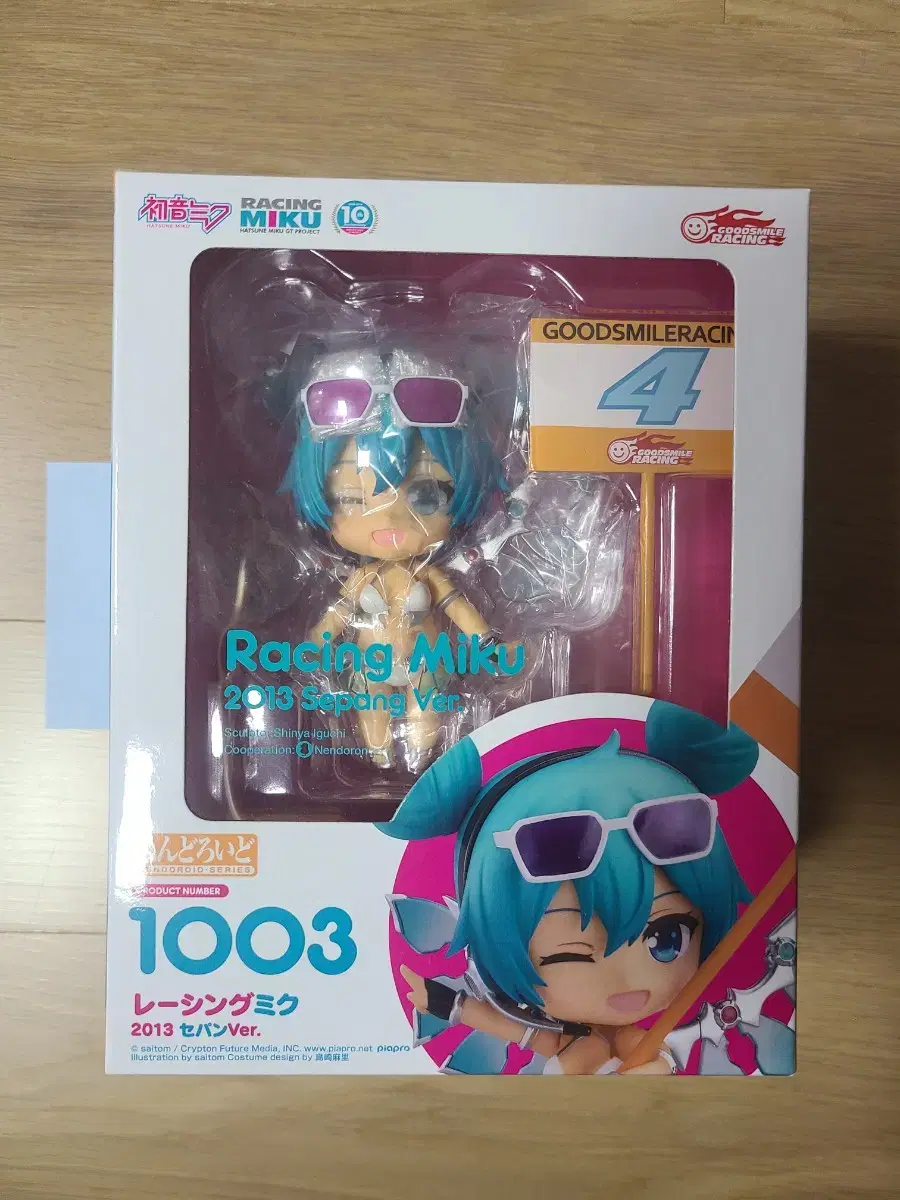 初音ミク
HATSUNE MIKU
RACING
MIKU
HATSUNE MIKU GT PROJECT
10
GOODSMILE
RACING
GOODSMILERACIN
4
GOODSMILE
RACING
Racing Miku
2013 Sepang Ver.
Sculptor:Shinya Iguchi
Cooperation: Nendoron
ねんどろいど
NENDOROID-SERIES
PRODUCT NUMBER
1003
レーシングミク
2013 セパンVer.
© saitom / Crypton Future Media, INC. www.piapro.net piapro
Illustration by saitom Costume design by 島崎麻里